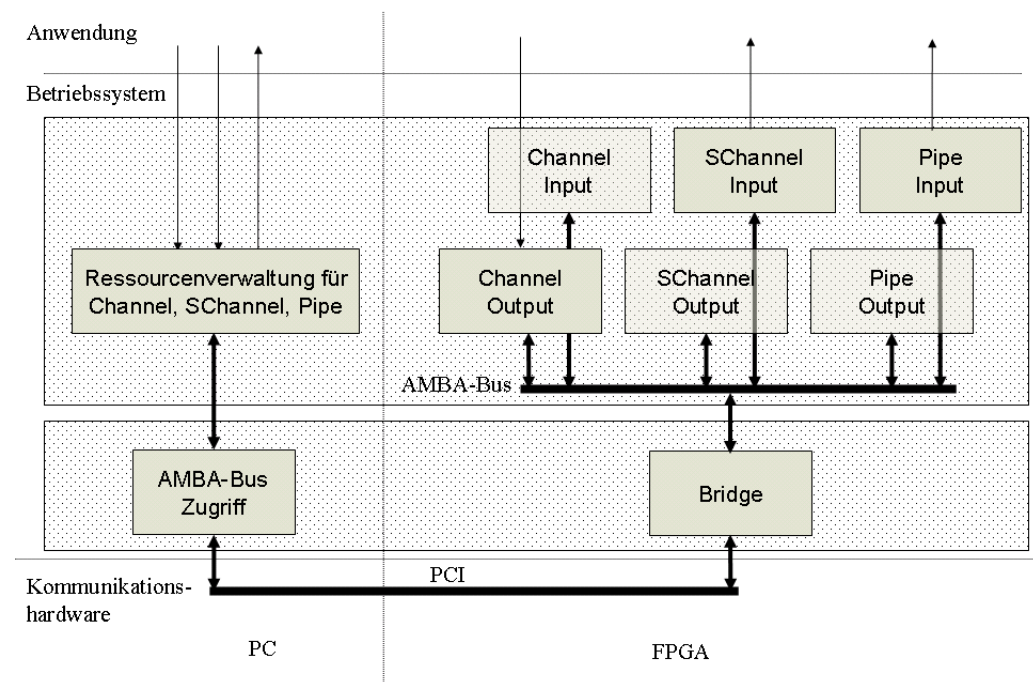 Anwendung
Betriebssystem
Channel
Input
SChannel
Input
Pipe
Input
Ressourcenverwaltung für
Channel, SChannel, Pipe
Channel
Output
SChannel
Output
Pipe
Output
AMBA-Bus
AMBA-Bus
Zugriff
Bridge
PCI
Kommunikations-
hardware
PC
FPGA